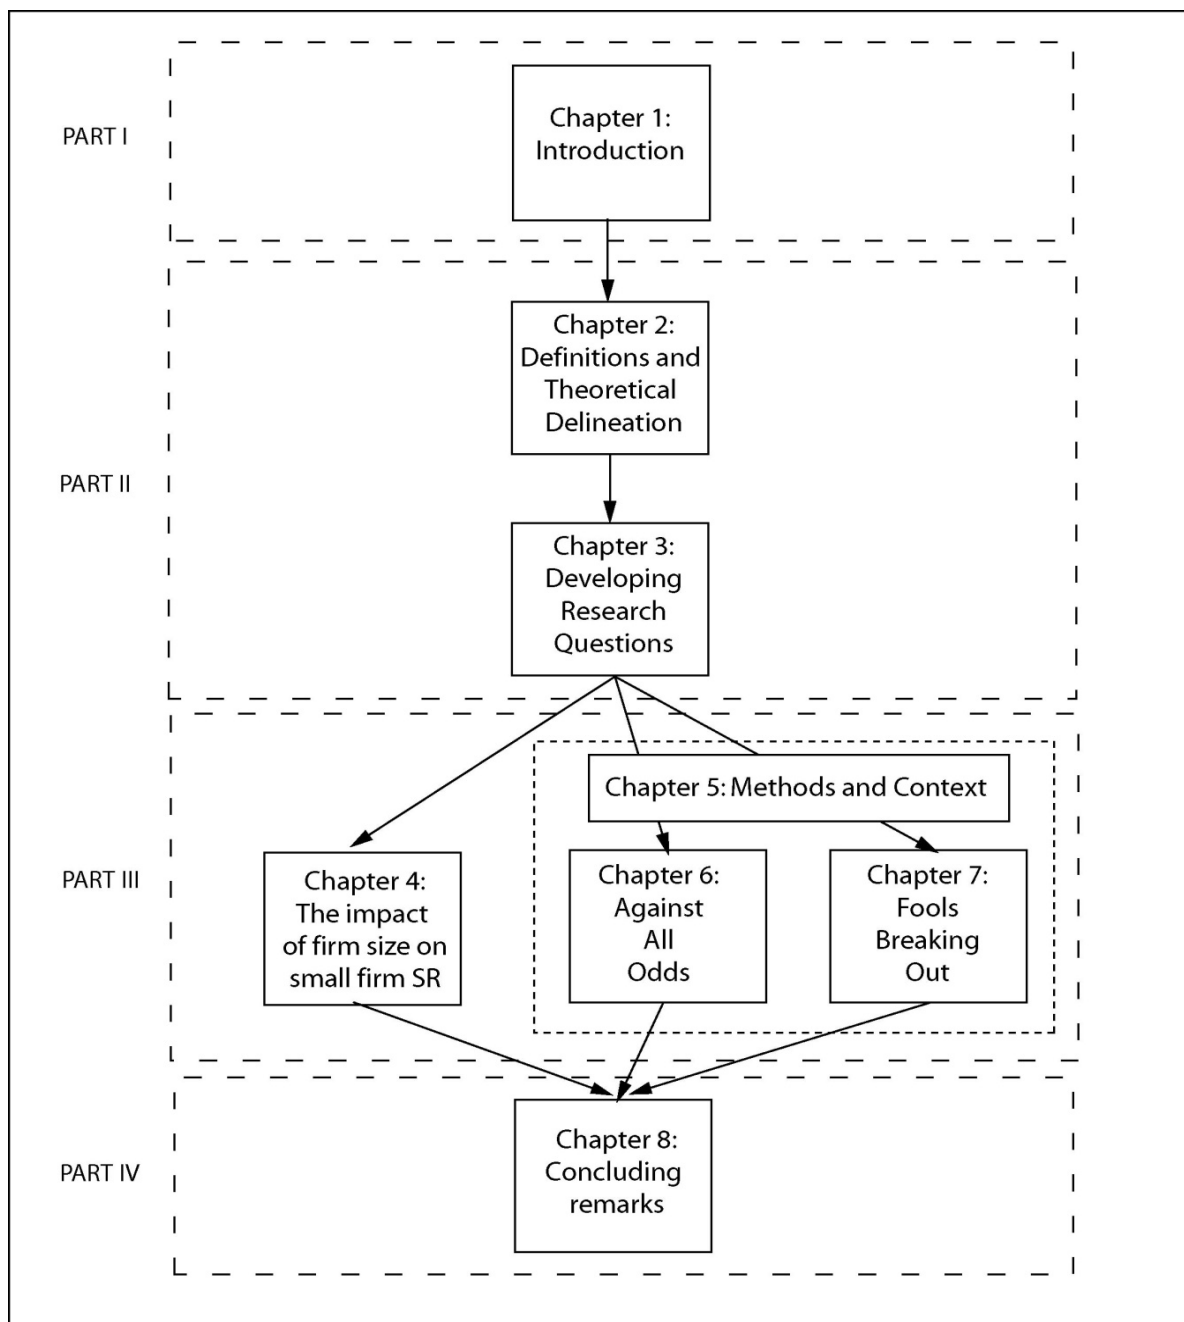 PART I
Chapter 1:
Introduction
PART II
Chapter 2:
Definitions and
Theoretical
Delineation
Chapter 3:
Developing
Research
Questions
PART III
Chapter 5: Methods and Context
Chapter 4:
The impact
of firm size on
small firm SR
Chapter 6:
Against
All
Odds
Chapter 7:
Fools
Breaking
Out
PART IV
Chapter 8:
Concluding
remarks